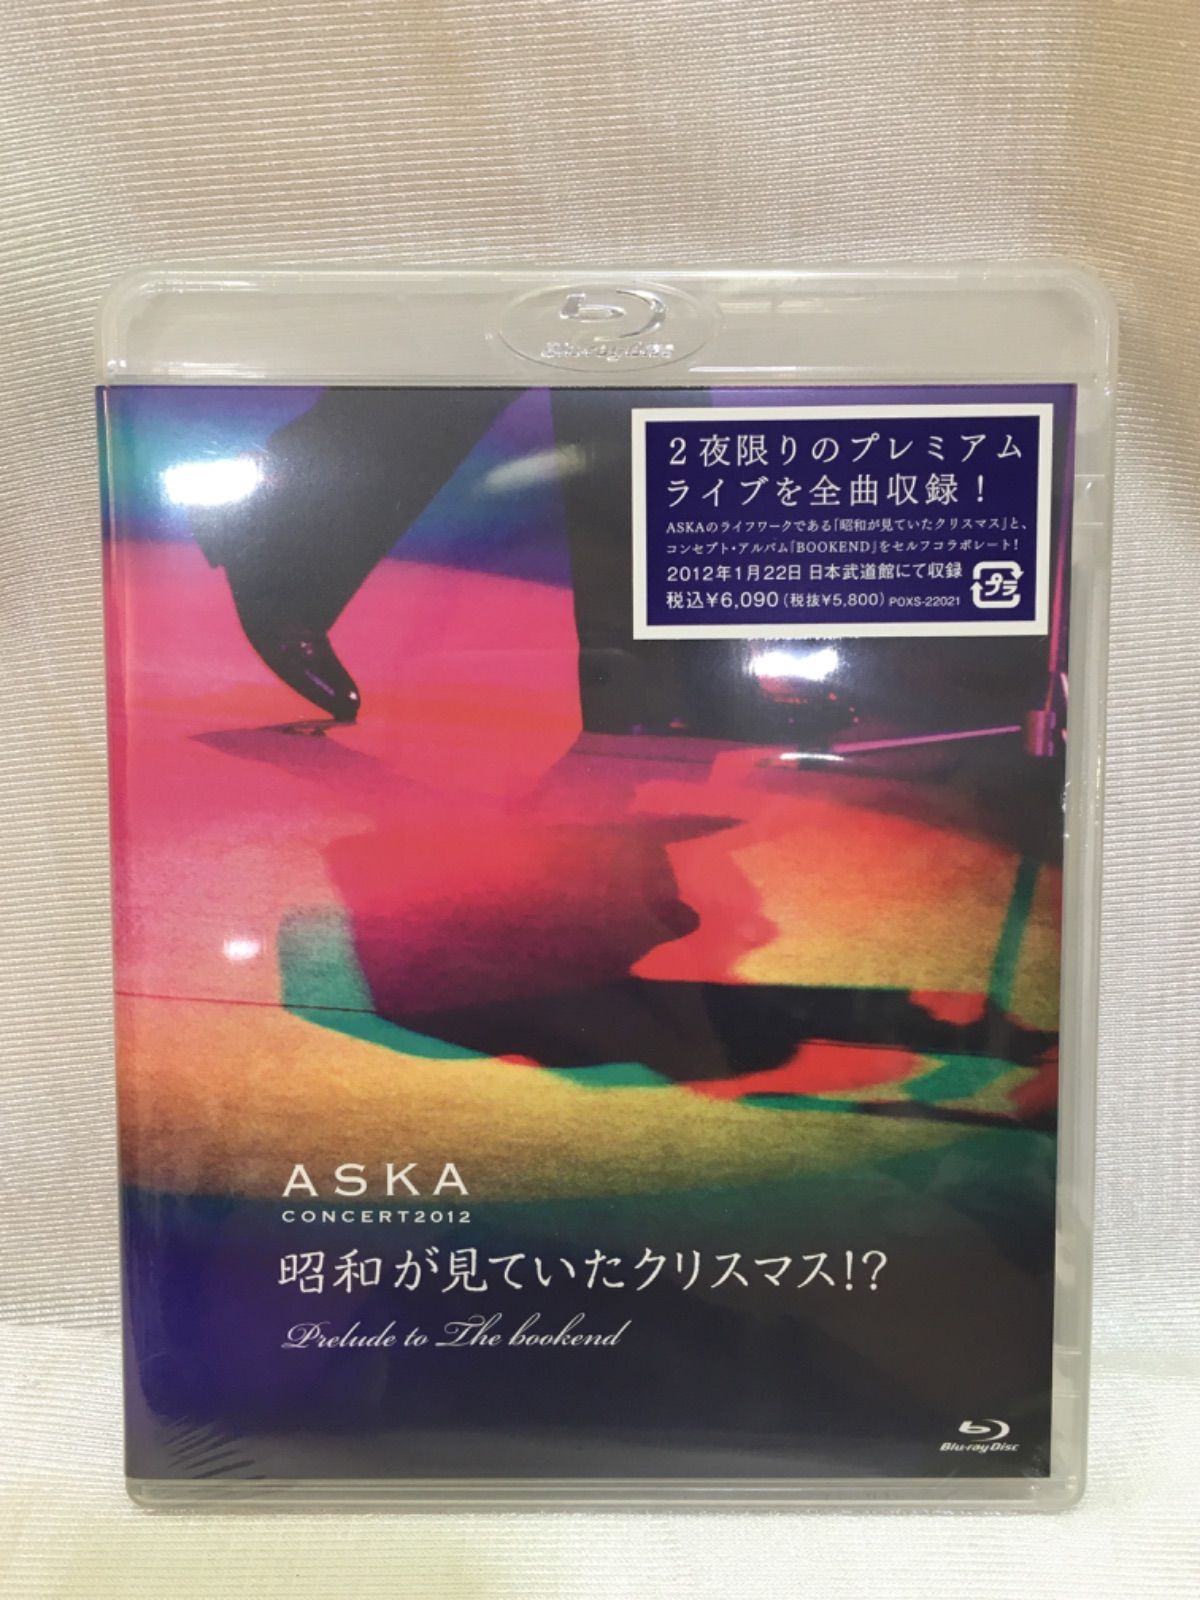 Blu-ray Disc
2夜限りのプレミアム
ライブを全曲収録！
ASKAのライフワークである「昭和が見ていたクリスマス」と、
コンセプト・アルバム「BOOKEND」をセルフコラボレート！
2012年1月22日 日本武道館にて収録
税込¥6,090（税抜¥5,800） POXS-22021
プラ
ASKA
CONCERT2012
昭和が見ていたクリスマス!?
Prelude to The bookend
Blu-ray Disc